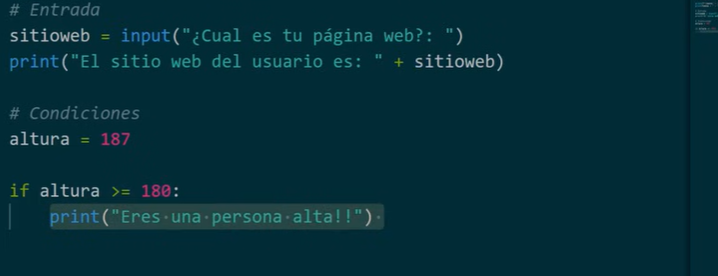 # Entrada
sitioweb = input("¿Cual es tu página web?: ")
print("El sitio web del usuario es: " + sitioweb)
# Condiciones
altura = 187
if altura >= 180:
    print("Eres una persona alta!!")